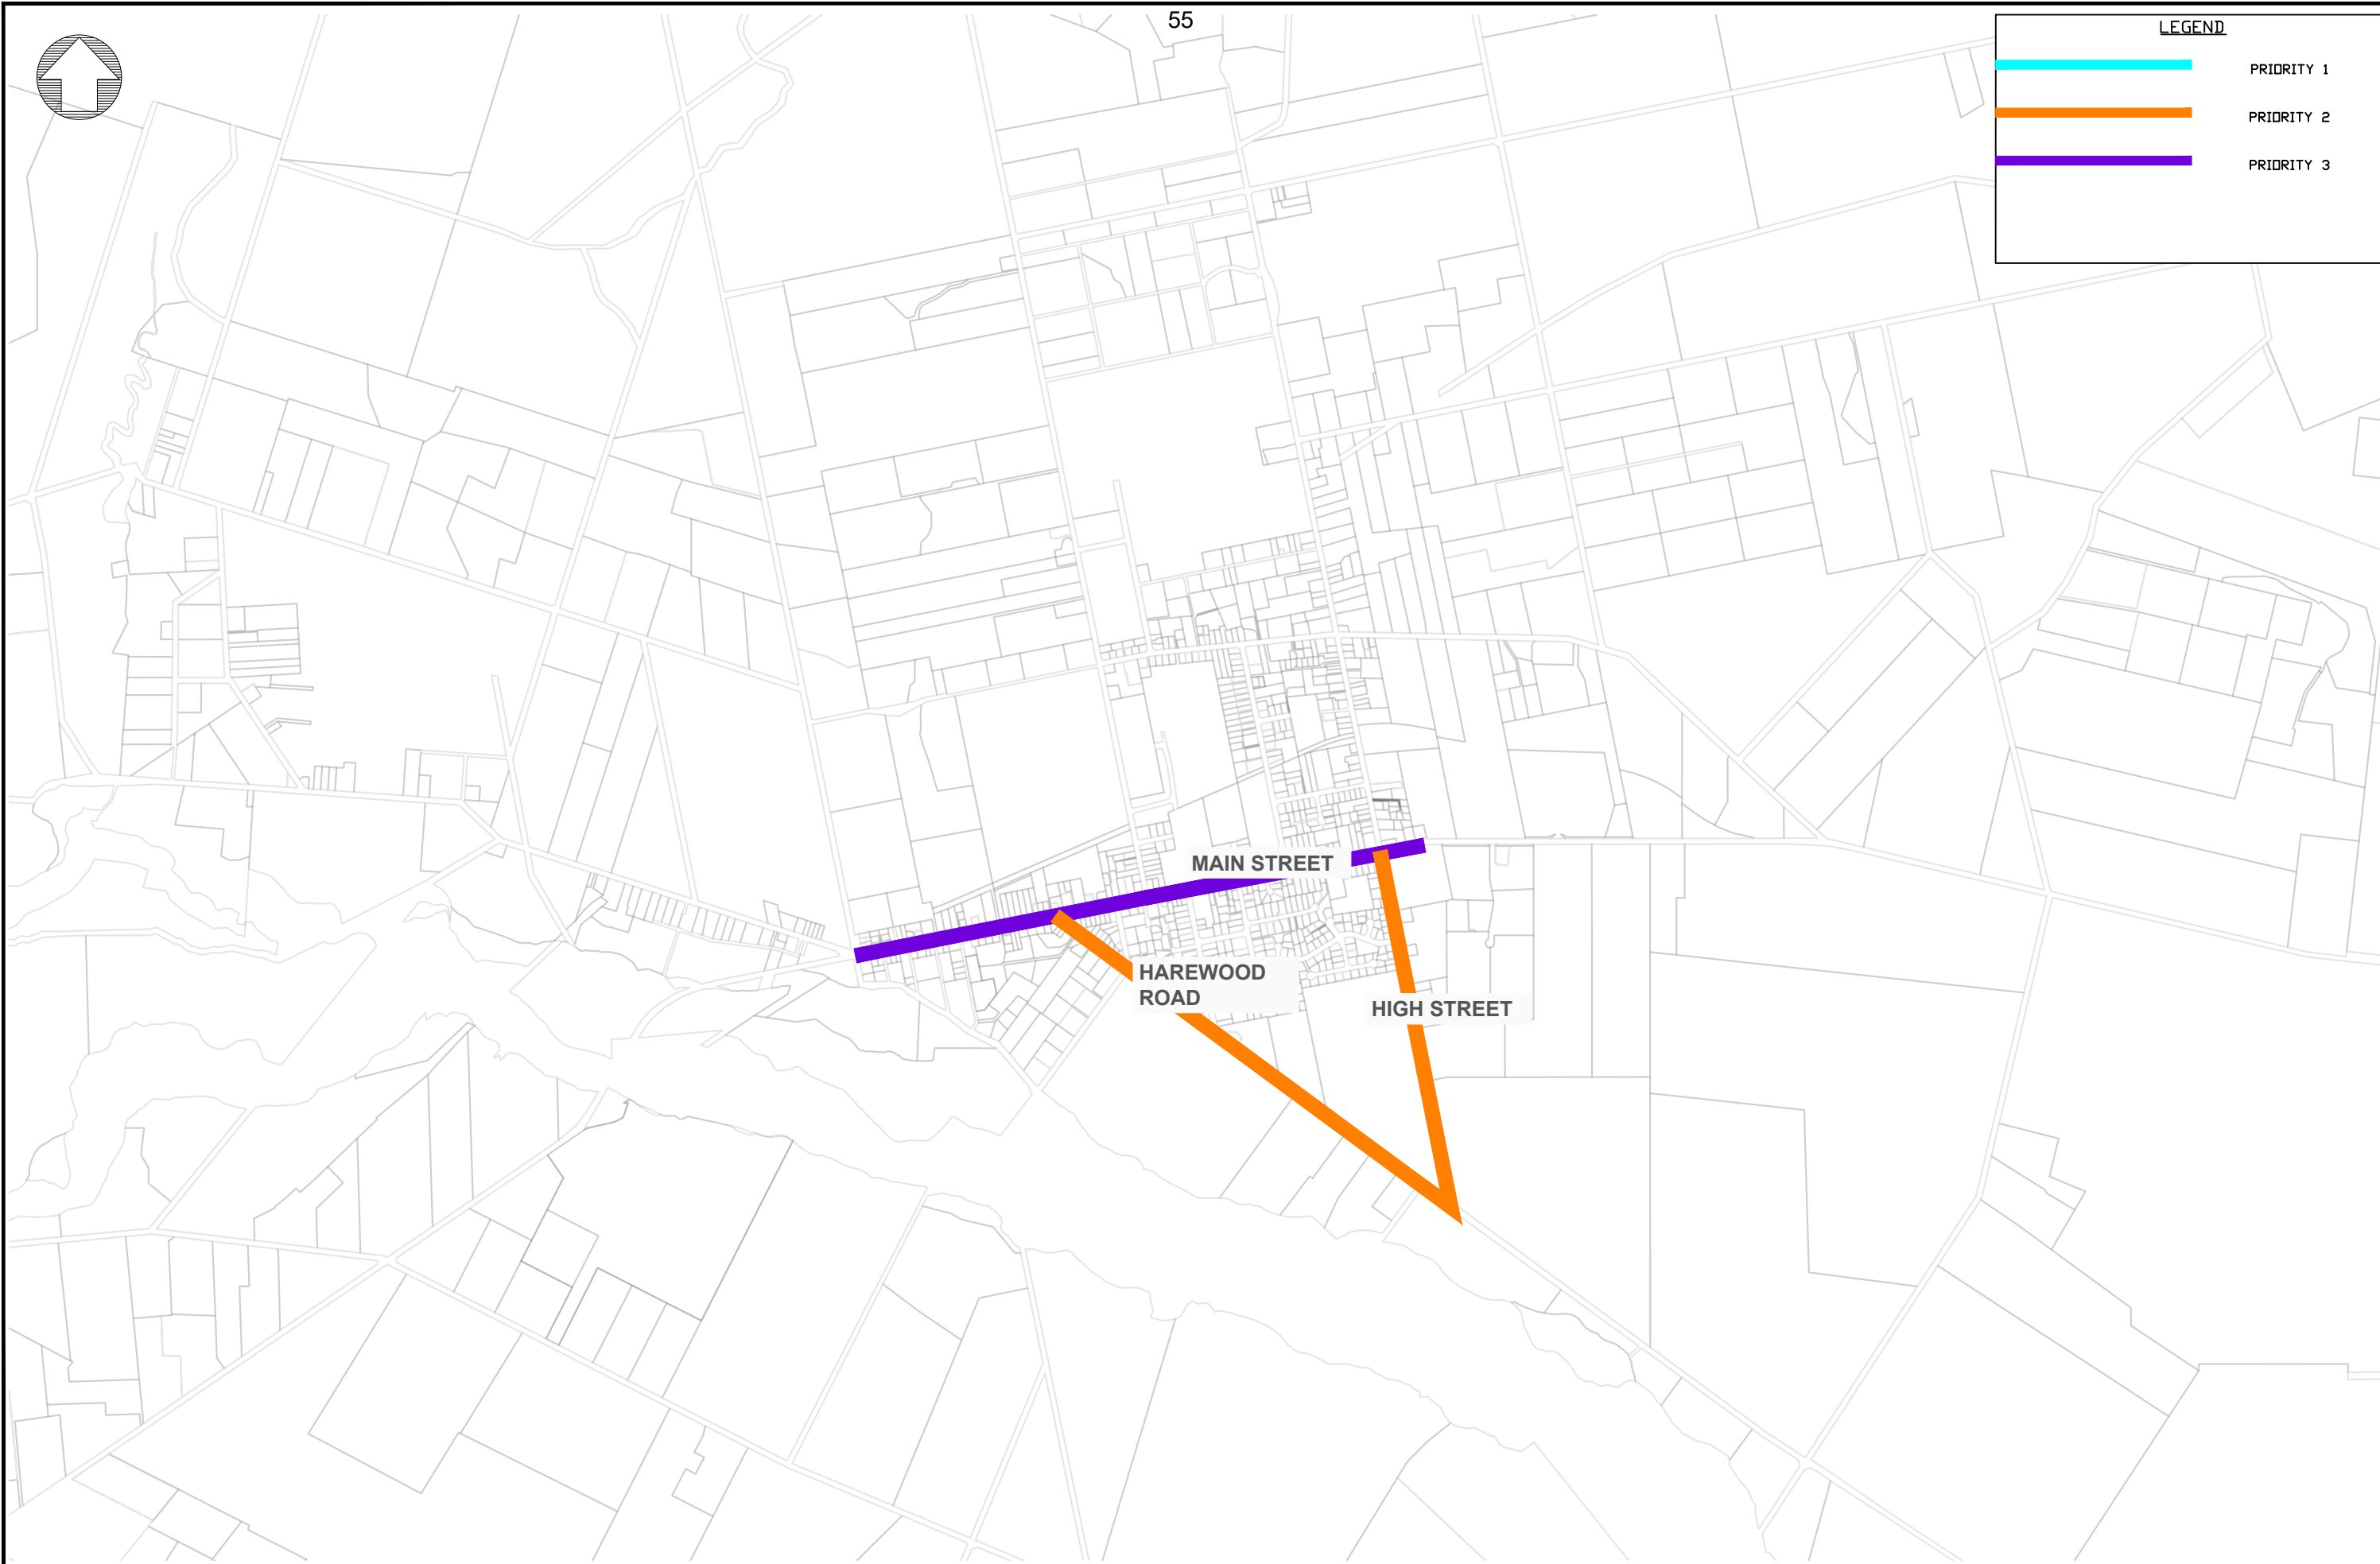 55
LEGEND
PRIORITY 1
PRIORITY 2
PRIORITY 3
MAIN STREET
HAREWOOD
ROAD
HIGH STREET